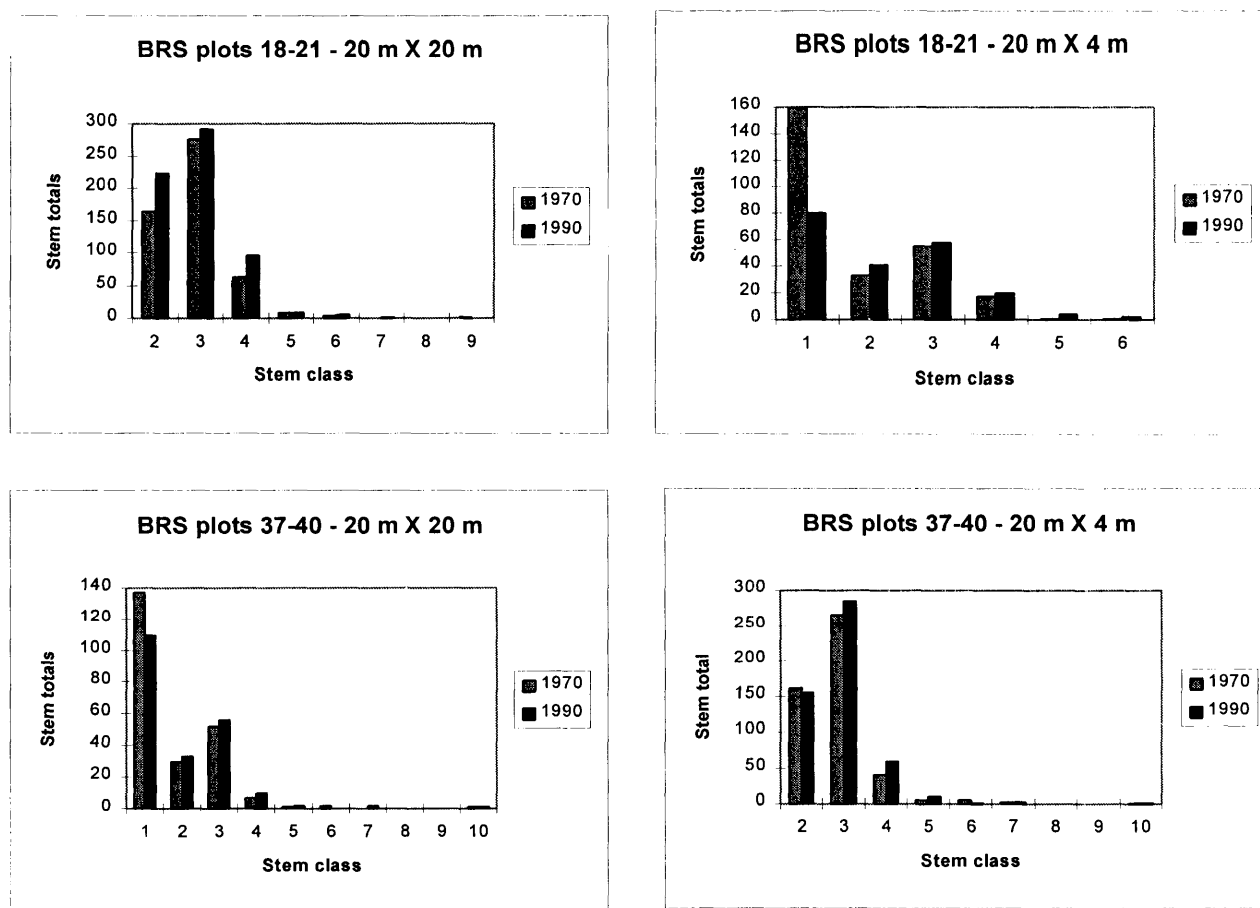 BRS plots 18-21 - 20 m X 20 m
300
250
200
150
100
50
0
Stem totals
2 3 4 5 6 7 8 9
Stem class
1970
1990
BRS plots 18-21 - 20 m X 4 m
160
140
120
100
80
60
40
20
0
Stem totals
1 2 3 4 5 6
Stem class
1970
1990
BRS plots 37-40 - 20 m X 20 m
140
120
100
80
60
40
20
0
Stem totals
1 2 3 4 5 6 7 8 9 10
Stem class
1970
1990
BRS plots 37-40 - 20 m X 4 m
300
250
200
150
100
50
0
Stem total
2 3 4 5 6 7 8 9 10
Stem class
1970
1990